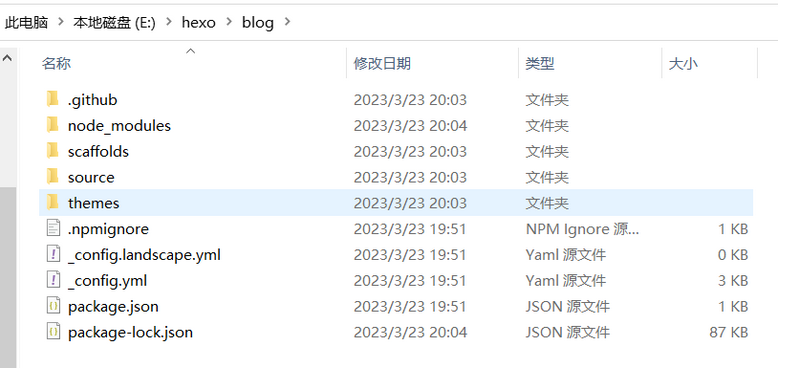 此电脑 > 本地磁盘 (E:) > hexo > blog >
名称 修改日期 类型 大小
.github 2023/3/23 20:03 文件夹
node_modules 2023/3/23 20:04 文件夹
scaffolds 2023/3/23 20:03 文件夹
source 2023/3/23 20:03 文件夹
themes 2023/3/23 20:03 文件夹
.npmignore 2023/3/23 19:51 NPM Ignore 源... 1 KB
_config.landscape.yml 2023/3/23 19:51 Yaml 源文件 0 KB
_config.yml 2023/3/23 19:51 Yaml 源文件 3 KB
package.json 2023/3/23 19:51 JSON 源文件 1 KB
package-lock.json 2023/3/23 20:04 JSON 源文件 87 KB